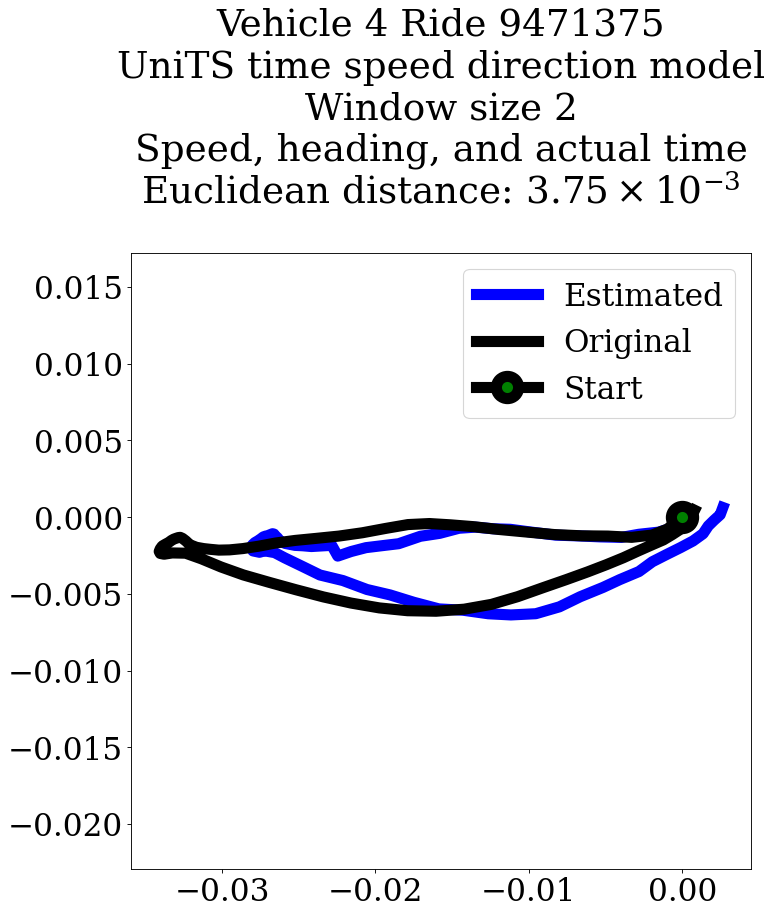 Vehicle 4 Ride 9471375
UniTS time speed direction model
Window size 2
Speed, heading, and actual time
Euclidean distance: 3.75 × 10⁻³
Estimated
Original
Start
0.015
0.010
0.005
0.000
−0.005
−0.010
−0.015
−0.020
−0.03 −0.02 −0.01 0.00